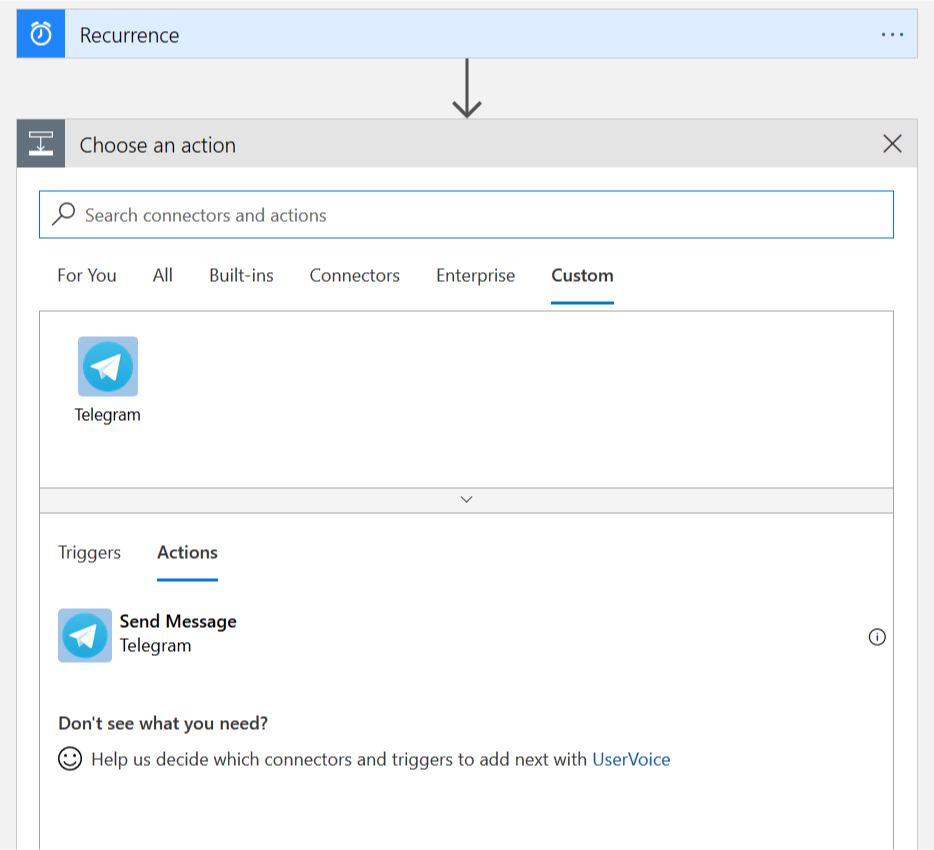 Recurrence
Choose an action
Search connectors and actions
For You All Built-ins Connectors Enterprise Custom
Telegram
Triggers Actions
Send Message
Telegram
Don't see what you need?
Help us decide which connectors and triggers to add next with UserVoice